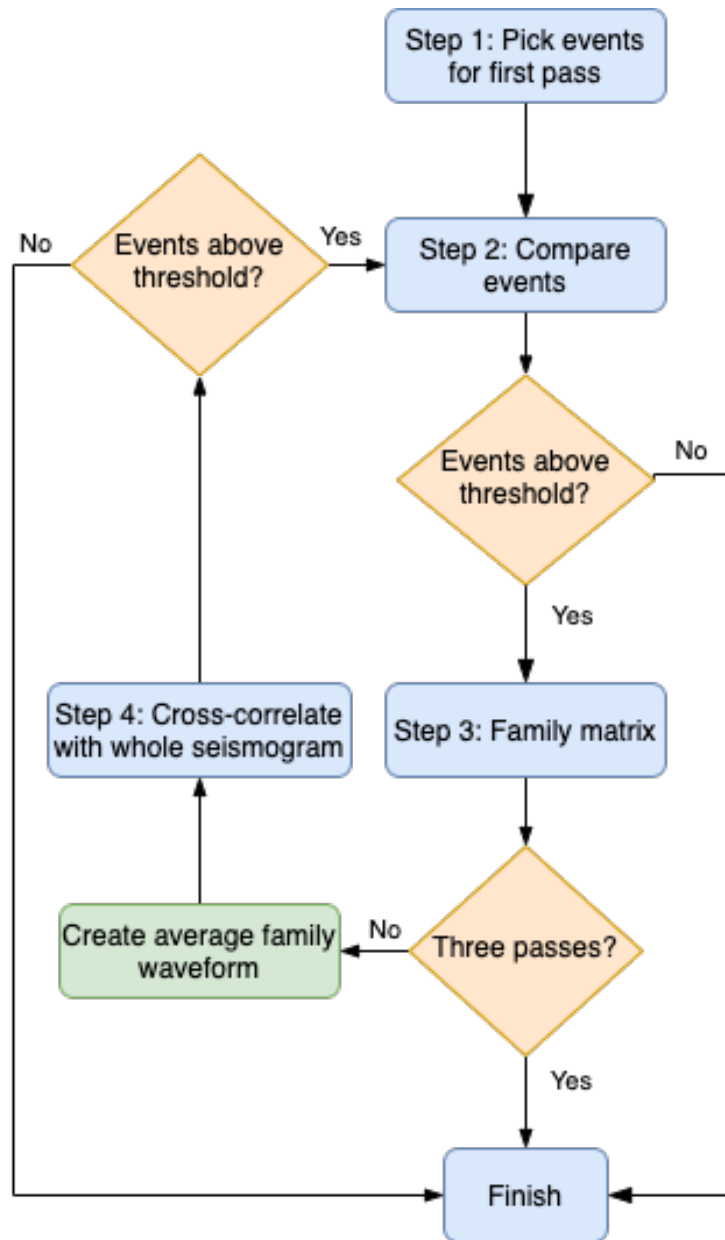 Step 1: Pick events
for first pass
No
Events above
threshold?
Yes
Step 2: Compare
events
Events above
threshold?
No
Yes
Step 4: Cross-correlate
with whole seismogram
Step 3: Family matrix
Create average family
waveform
No
Three passes?
Yes
Finish